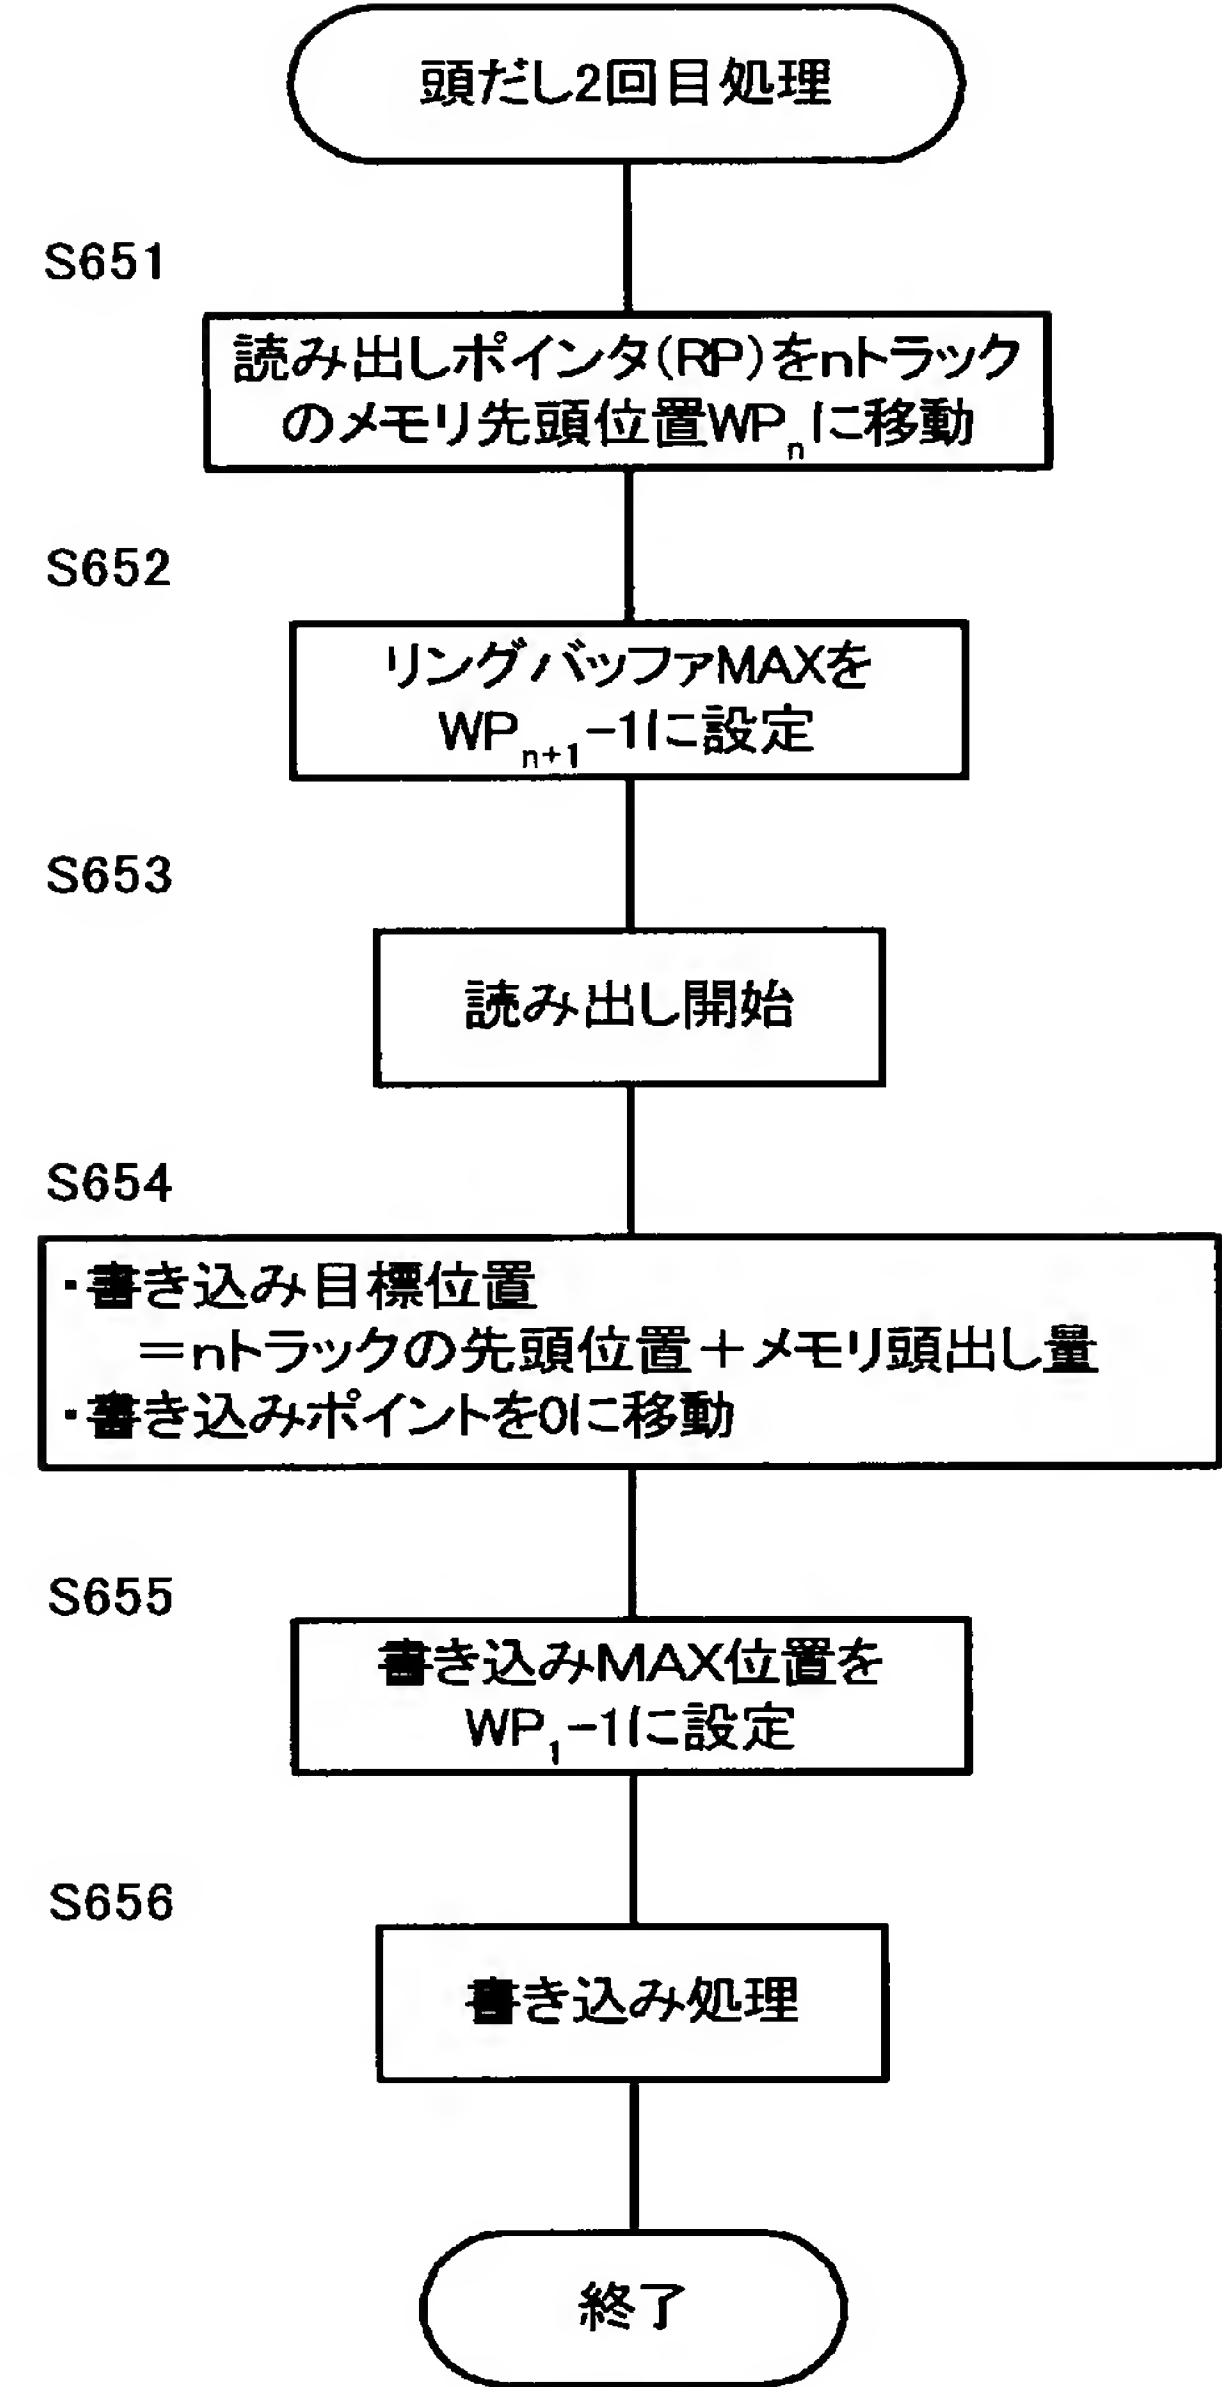 頭だし2回目処理
S651
読み出しポインタ(RP)をnトラック
のメモリ先頭位置WPnに移動
S652
リングバッファMAXを
WPn+1-1に設定
S653
読み出し開始
S654
・書き込み目標位置
＝nトラックの先頭位置＋メモリ頭出し量
・書き込みポイントを0に移動
S655
書き込みMAX位置を
WP1-1に設定
S656
書き込み処理
終了